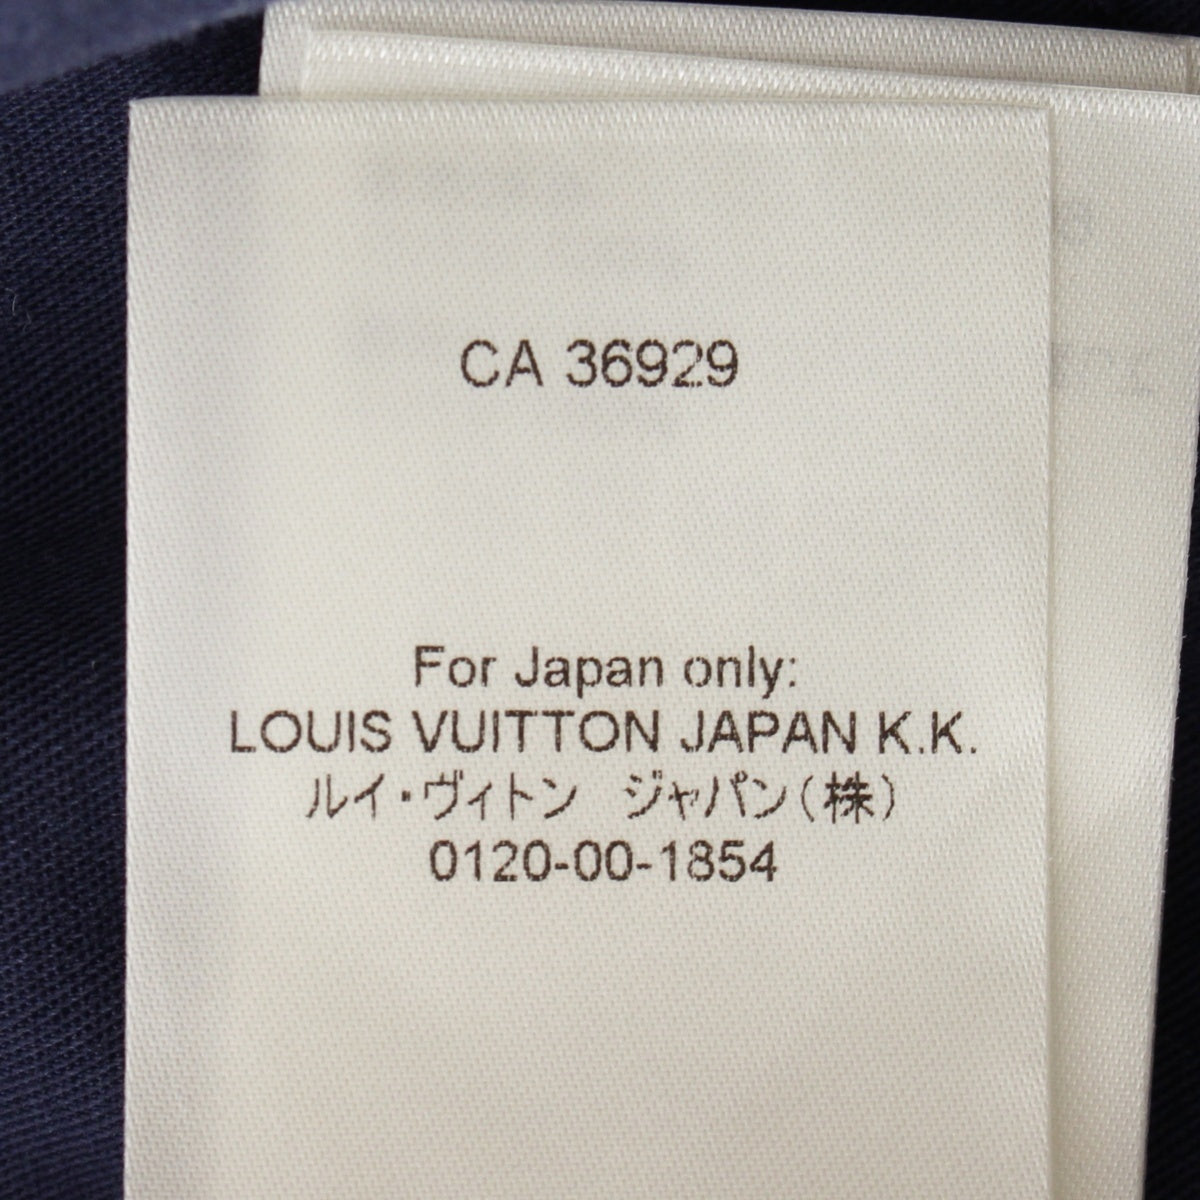 CA 36929
For Japan only:
LOUIS VUITTON JAPAN K.K.
ルイ・ヴィトン　ジャパン(株)
0120-00-1854